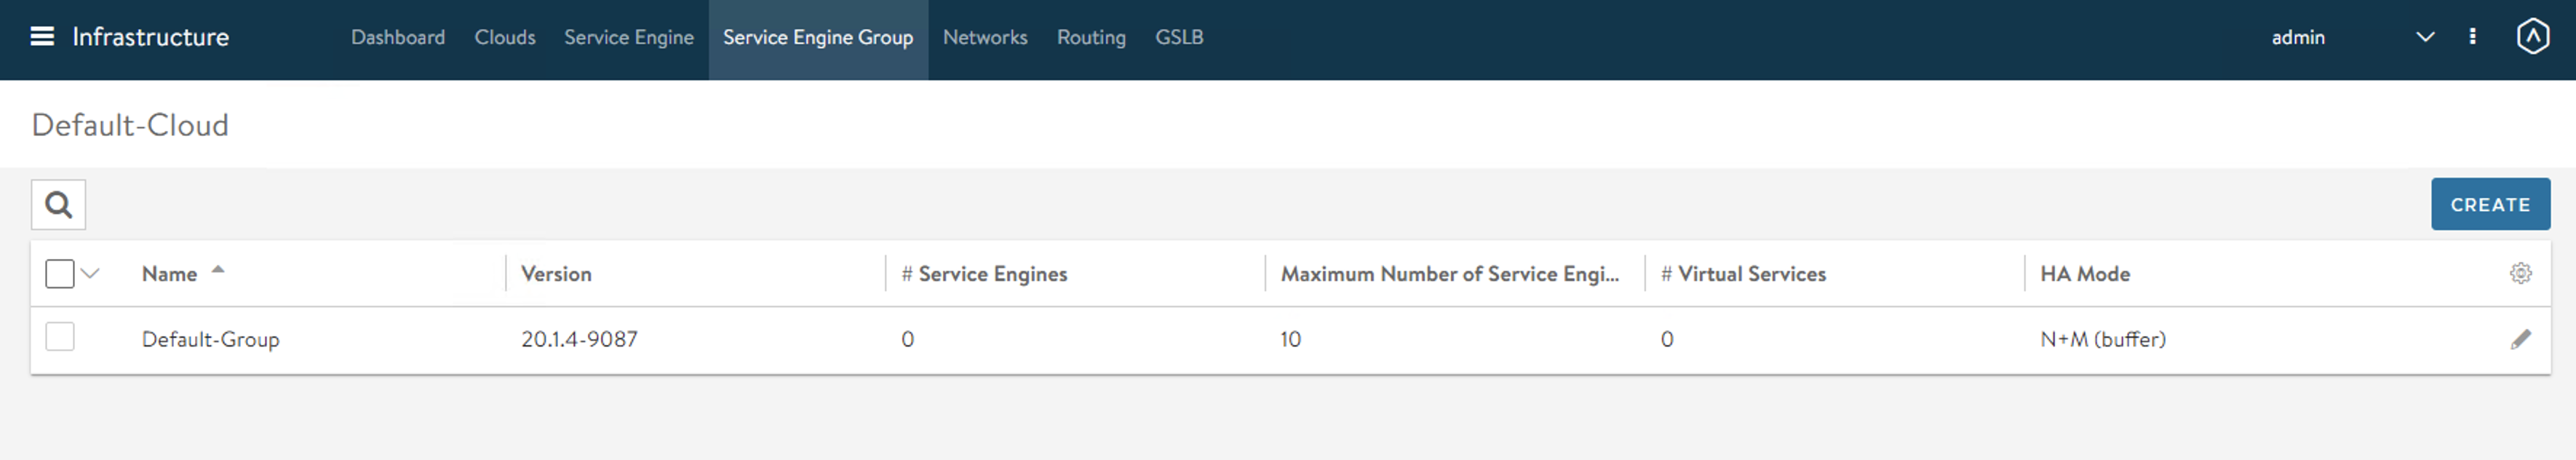 Infrastructure Dashboard Clouds Service Engine Service Engine Group Networks Routing GSLB admin
Default-Cloud
CREATE
Name Version # Service Engines Maximum Number of Service Engi... # Virtual Services HA Mode
Default-Group 20.1.4-9087 0 10 0 N+M (buffer)